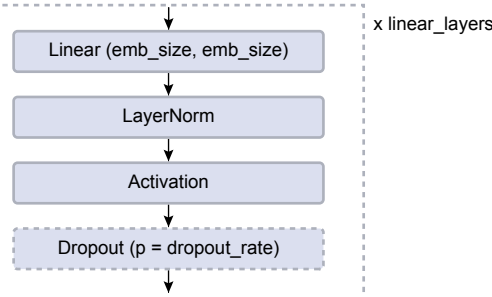 x linear_layers
Linear (emb_size, emb_size)
LayerNorm
Activation
Dropout (p = dropout_rate)